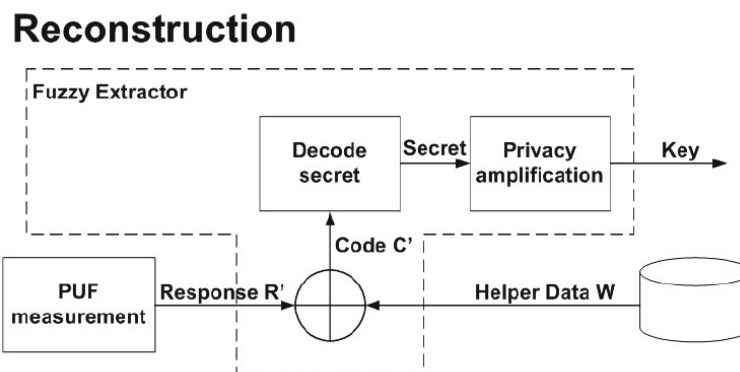 Reconstruction
Fuzzy Extractor
Decode
secret
Secret
Privacy
amplification
Key
Code C’
PUF
measurement
Response R’
Helper Data W